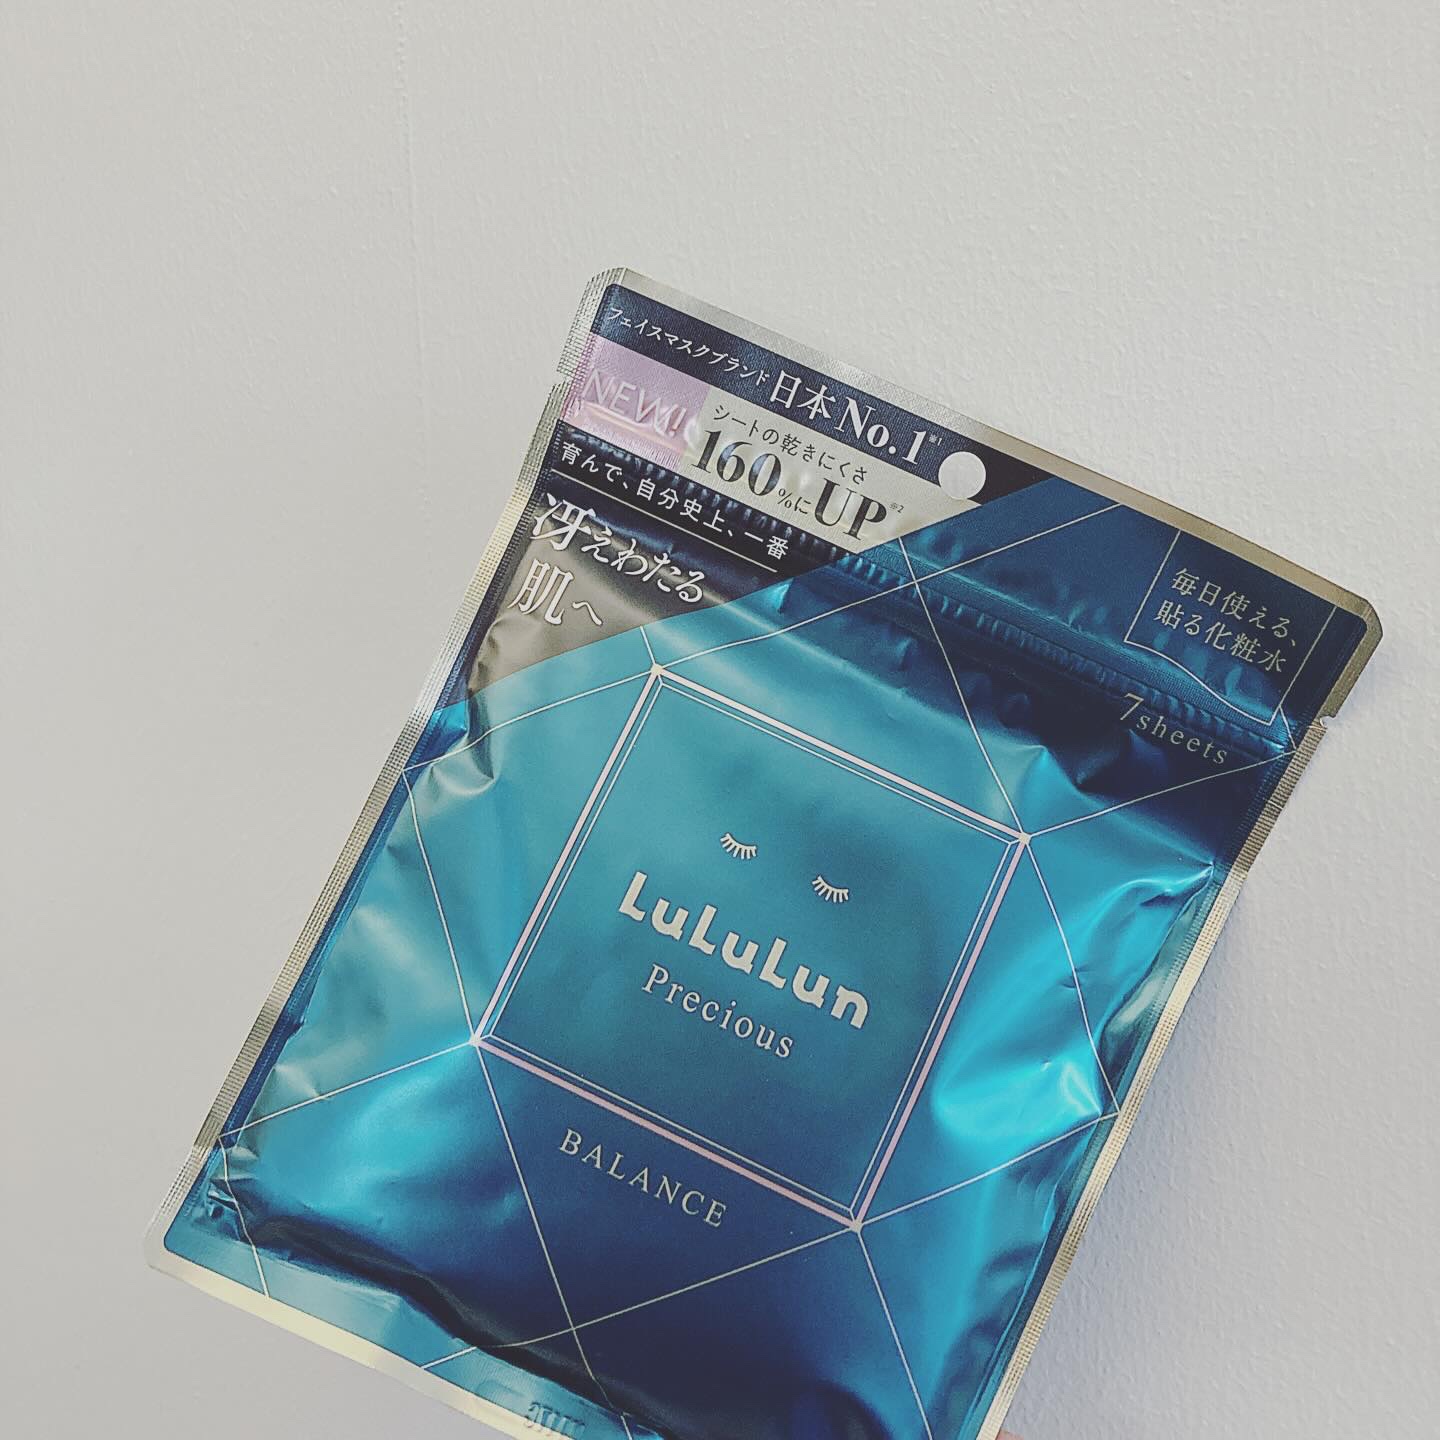 フェイスマスクブランド 日本No.1※1
NEW!
シートの乾きにくさ
160%にUP※2
育んで、自分史上、一番
冴えわたる
肌へ
毎日使える、
貼る化粧水
7sheets
LuLuLun
Precious
BALANCE